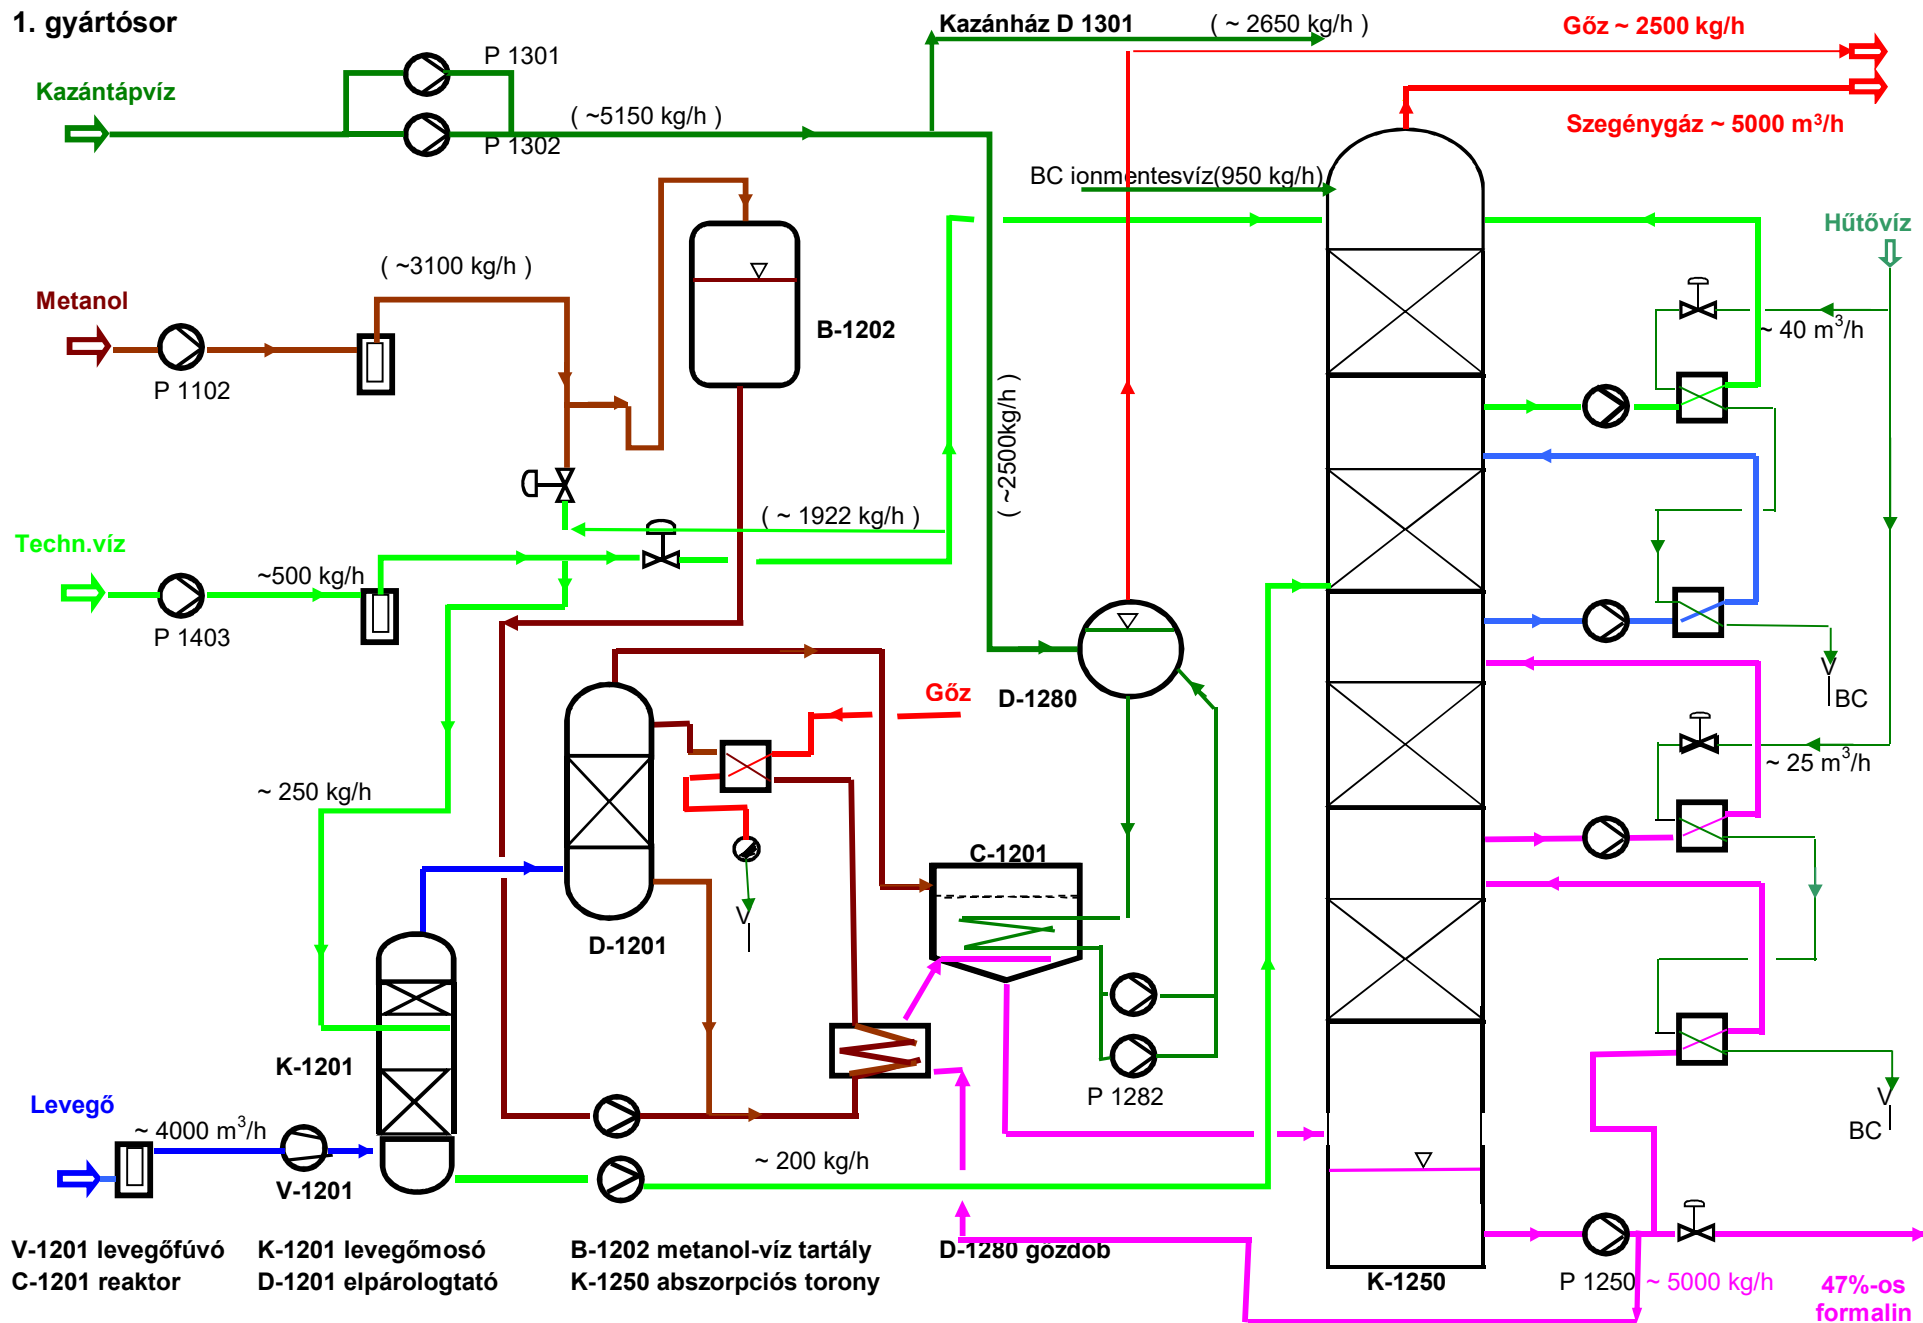 1. gyártósor
Kazánház D 1301
( ~ 2650 kg/h )
Gőz ~ 2500 kg/h
P 1301
Kazántápvíz
( ~5150 kg/h )
P 1302
Szegénygáz ~ 5000 m³/h
BC ionmentesvíz(950 kg/h)
Hűtővíz
( ~3100 kg/h )
Metanol
B-1202
~ 40 m³/h
P 1102
( ~2500kg/h )
( ~ 1922 kg/h )
Techn.víz
~500 kg/h
P 1403
Gőz
D-1280
V
BC
~ 250 kg/h
~ 25 m³/h
C-1201
V
D-1201
K-1201
P 1282
Levegő
~ 4000 m³/h
V
BC
~ 200 kg/h
V-1201
V-1201 levegőfúvó
K-1201 levegőmosó
B-1202 metanol-víz tartály
D-1280 gőzdob
C-1201 reaktor
D-1201 elpárologtató
K-1250 abszorpciós torony
K-1250
P 1250
~ 5000 kg/h
47%-os
formalin